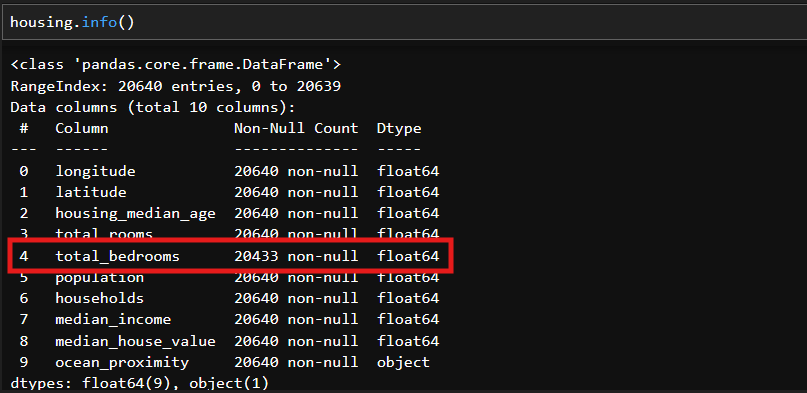 housing.info()
<class 'pandas.core.frame.DataFrame'>
RangeIndex: 20640 entries, 0 to 20639
Data columns (total 10 columns):
 #   Column              Non-Null Count  Dtype
---  ------              --------------  -----
 0   longitude           20640 non-null  float64
 1   latitude            20640 non-null  float64
 2   housing_median_age  20640 non-null  float64
 3   total_rooms         20640 non-null  float64
 4   total_bedrooms      20433 non-null  float64
 5   population          20640 non-null  float64
 6   households          20640 non-null  float64
 7   median_income       20640 non-null  float64
 8   median_house_value  20640 non-null  float64
 9   ocean_proximity     20640 non-null  object
dtypes: float64(9), object(1)